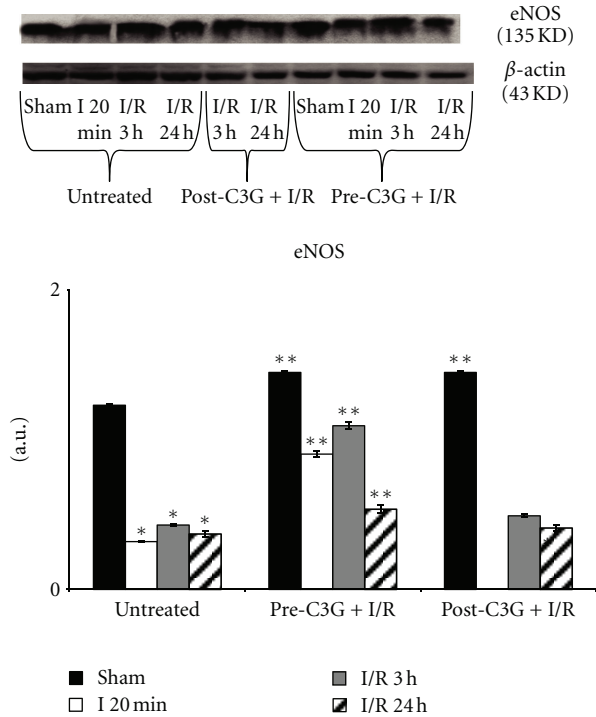 eNOS
(135 KD)
β-actin
(43 KD)
Sham I 20 I/R I/R I/R I/R Sham I 20 I/R I/R
min 3 h 24 h 3 h 24 h min 3 h 24 h
Untreated Post-C3G + I/R Pre-C3G + I/R
eNOS
2
(a.u.)
0
* * *
** ** ** **
**
Untreated Pre-C3G + I/R Post-C3G + I/R
Sham I/R 3 h
I 20 min I/R 24 h